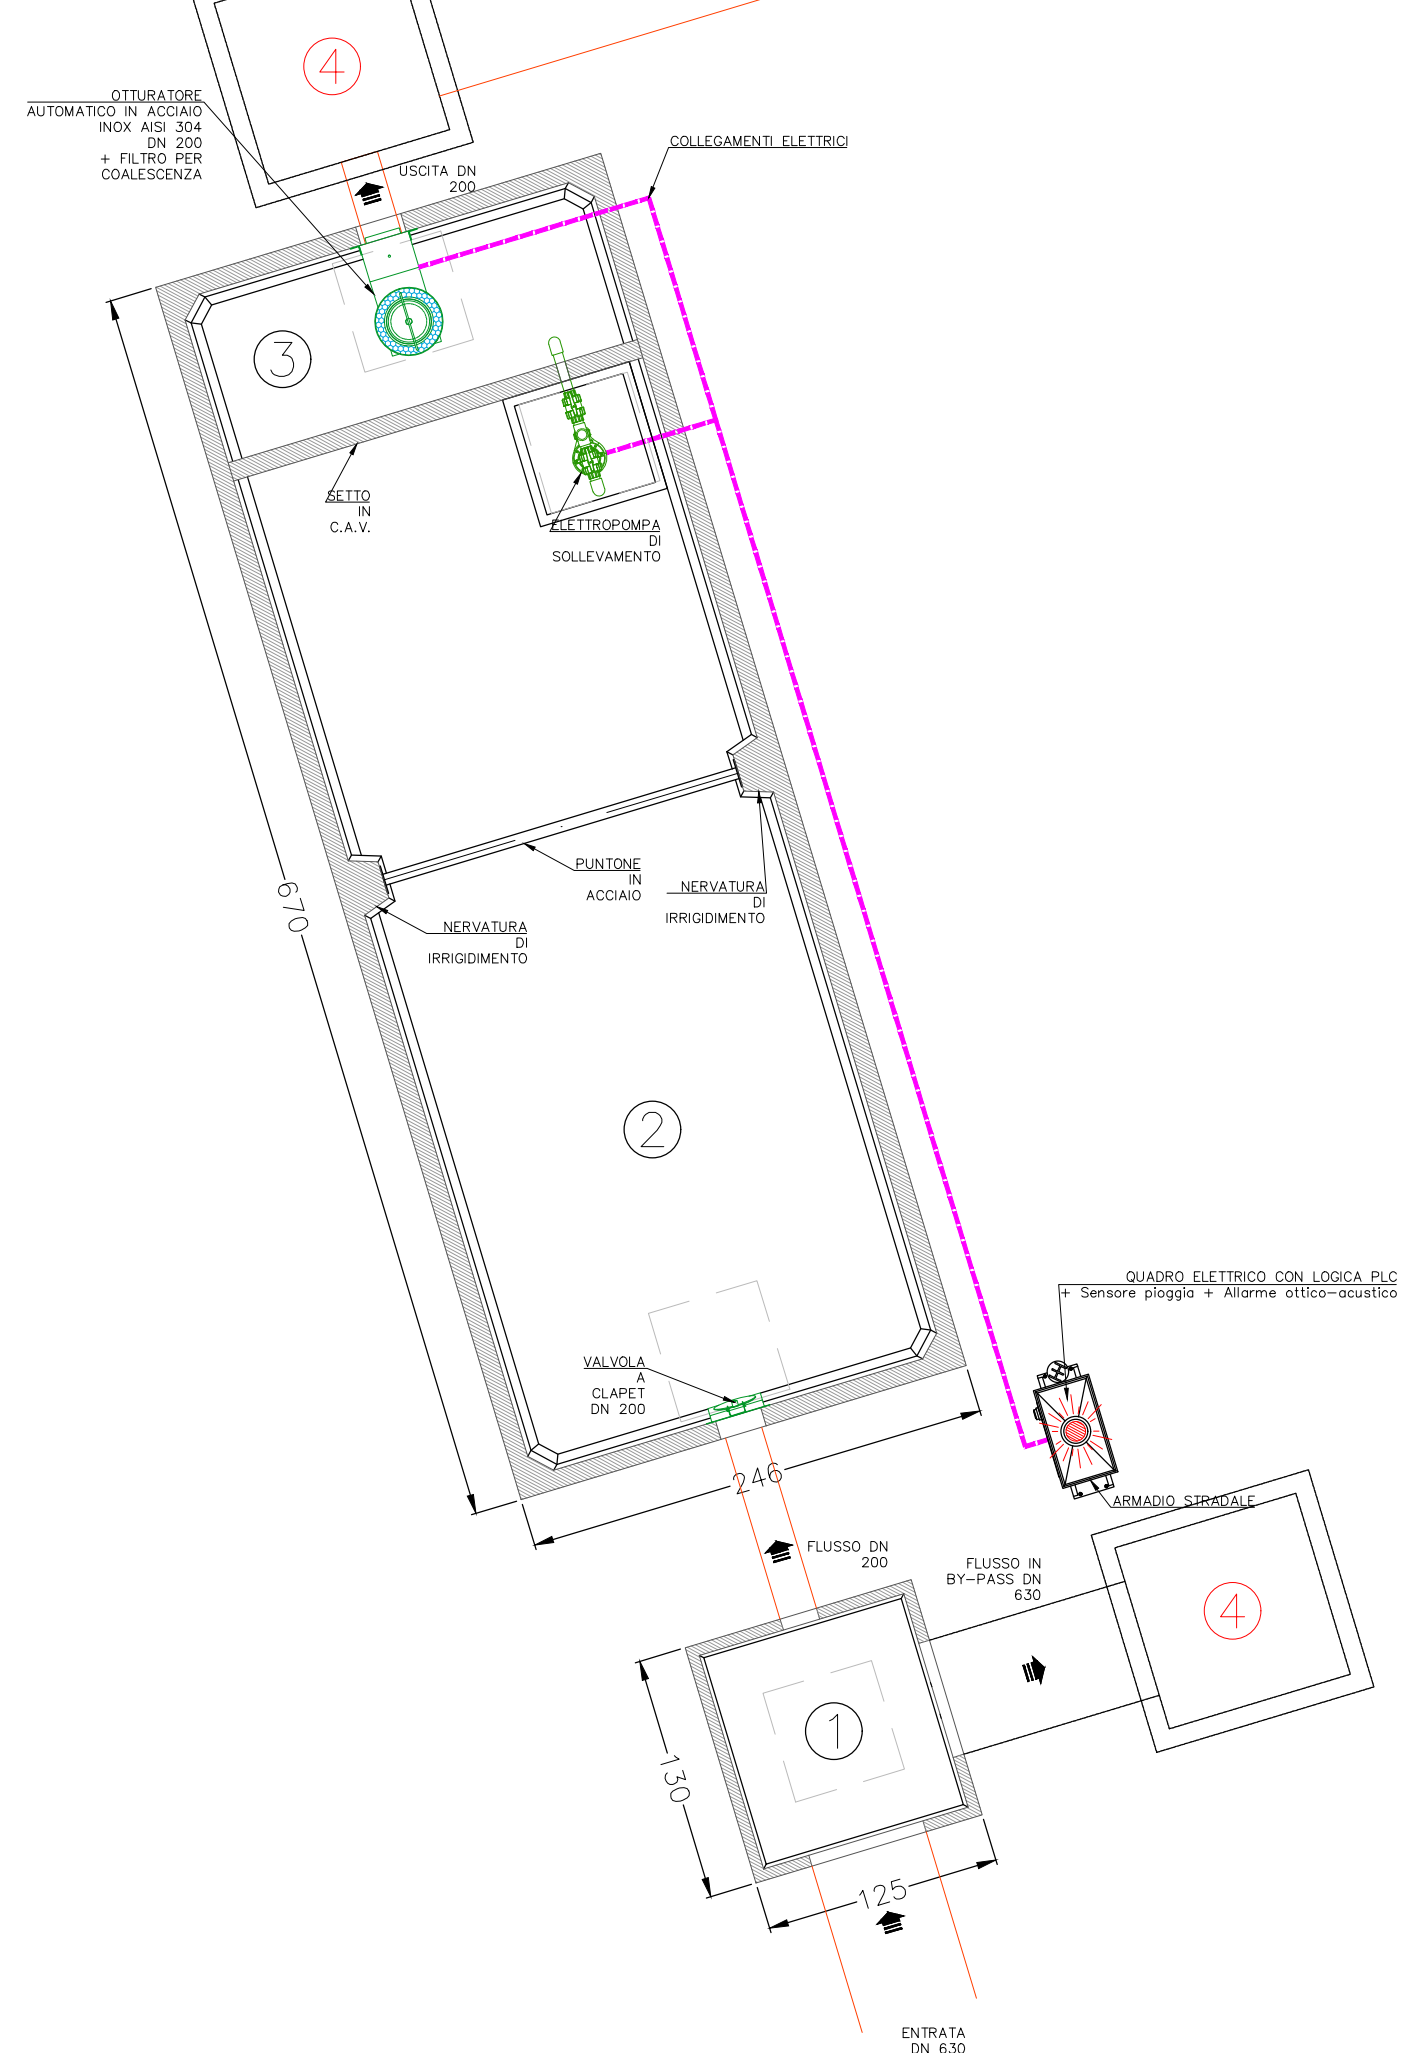 4
OTTURATORE
AUTOMATICO IN ACCIAIO
INOX AISI 304
DN 200
+ FILTRO PER
COALESCENZA
USCITA DN
200
COLLEGAMENTI ELETTRICI
3
SETTO
IN
C.A.V.
ELETTROPOMPA
DI
SOLLEVAMENTO
670
PUNTONE
IN
ACCIAIO
NERVATURA
DI
IRRIGIDIMENTO
NERVATURA
DI
IRRIGIDIMENTO
2
QUADRO ELETTRICO CON LOGICA PLC
+ Sensore pioggia + Allarme ottico-acustico
VALVOLA
A
CLAPET
DN 200
246
ARMADIO STRADALE
FLUSSO DN
200
FLUSSO IN
BY-PASS DN
630
4
1
130
125
ENTRATA
DN 630